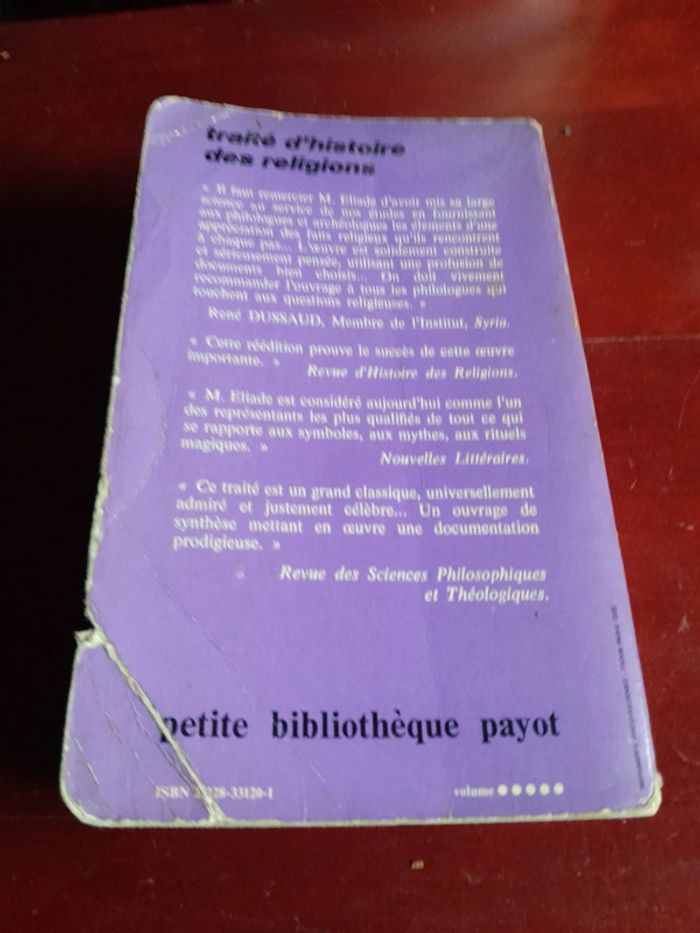 traité d'histoire
des religions
« Il faut remercier M. Eliade d'avoir mis sa large
science au service de nos études en fournissant
aux philologues et archéologues les éléments d'une
appréciation des faits religieux qu'ils rencontrent
à chaque pas... L'œuvre est solidement construite
et sérieusement pensée, utilisant une profusion de
documents bien choisis... On doit vivement
recommander l'ouvrage à tous les philologues qui
touchent aux questions religieuses. »
René DUSSAUD, Membre de l'Institut, Syria.
« Cette réédition prouve le succès de cette œuvre
importante. »
Revue d'Histoire des Religions.
« M. Eliade est considéré aujourd'hui comme l'un
des représentants les plus qualifiés de tout ce qui
se rapporte aux symboles, aux mythes, aux rituels
magiques. »
Nouvelles Littéraires.
« Ce traité est un grand classique, universellement
admiré et justement célèbre... Un ouvrage de
synthèse mettant en œuvre une documentation
prodigieuse. »
Revue des Sciences Philosophiques
et Théologiques.
petite bibliothèque payot
ISBN 228-33120-1
volume